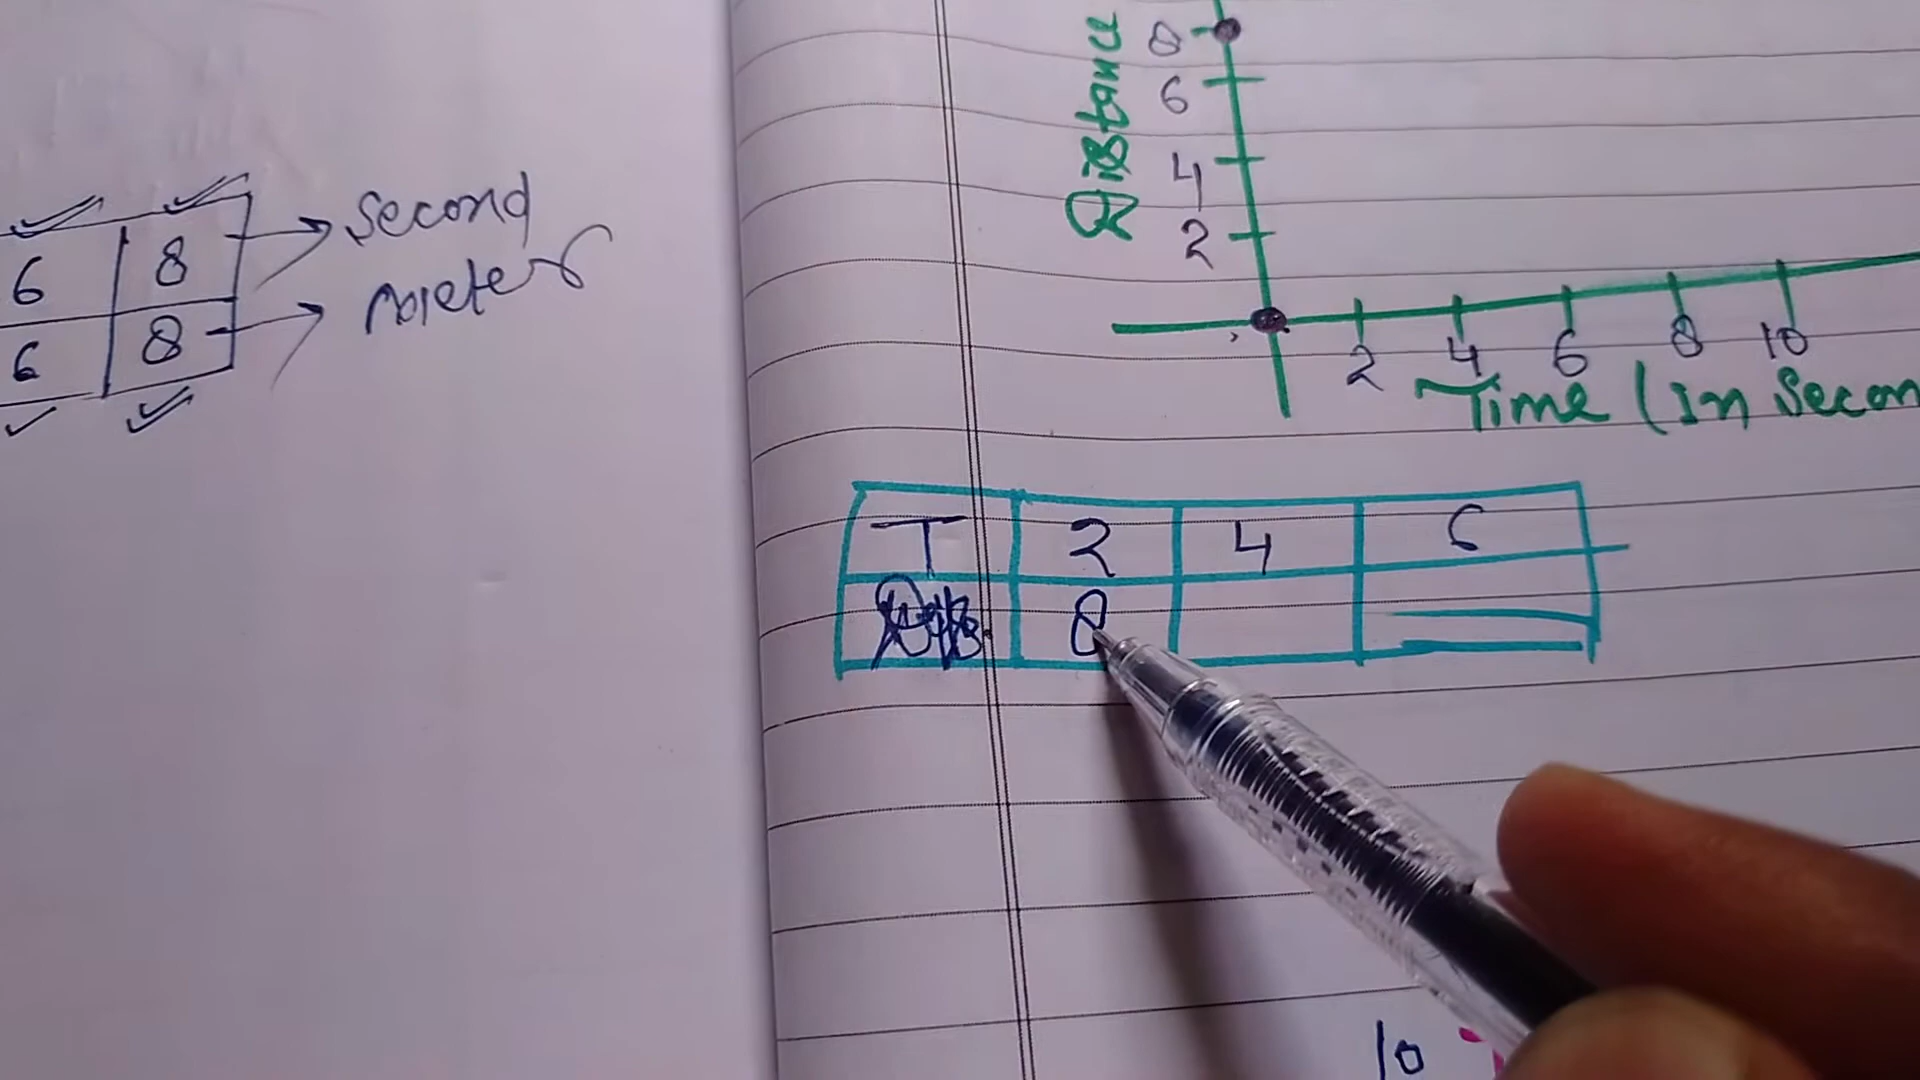 6 8 second
6 8 meter
Distance
8
6
4
2
2 4 6 8 10
Time (in Secon
T 2 4 6
8
10